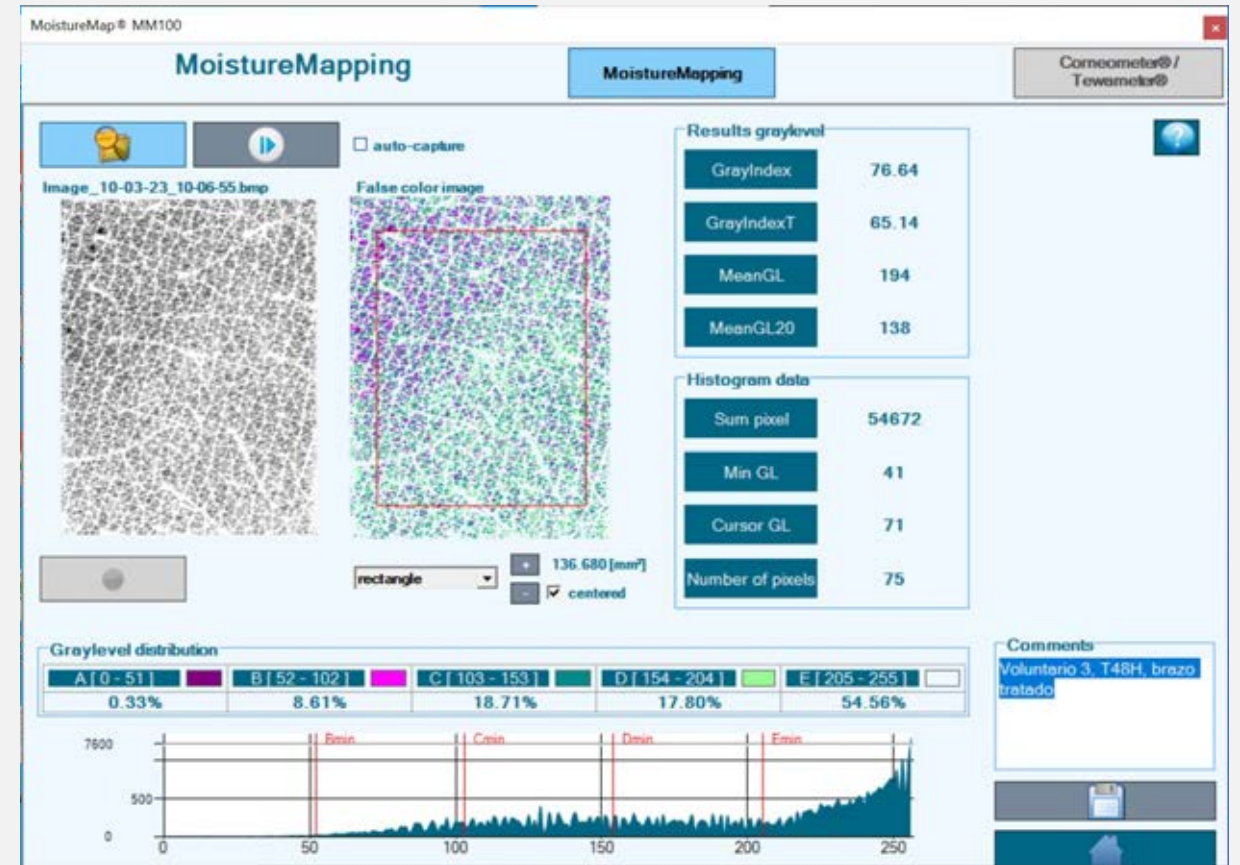 MoistureMap® MM100
MoistureMapping
MoistureMapping
Corneometer®/
Tewameter®
auto-capture
Image_10-03-23_10-06-55.bmp
False color image
rectangle
+
-
136.680 [mm²]
centered
Results graylevel
GrayIndex 76.64
GrayIndexT 65.14
MeanGL 194
MeanGL20 138
Histogram data
Sum pixel 54672
Min GL 41
Cursor GL 71
Number of pixels 75
?
Graylevel distribution
A [ 0 - 51 ] B [ 52 - 102 ] C [ 103 - 153 ] D [ 154 - 204 ] E [ 205 - 255 ]
0.33% 8.61% 18.71% 17.80% 54.56%
Bmin Cmin Dmin Emin
7600
500
0
0 50 100 150 200 250
Comments
Voluntario 3, T48H, brazo
tratado